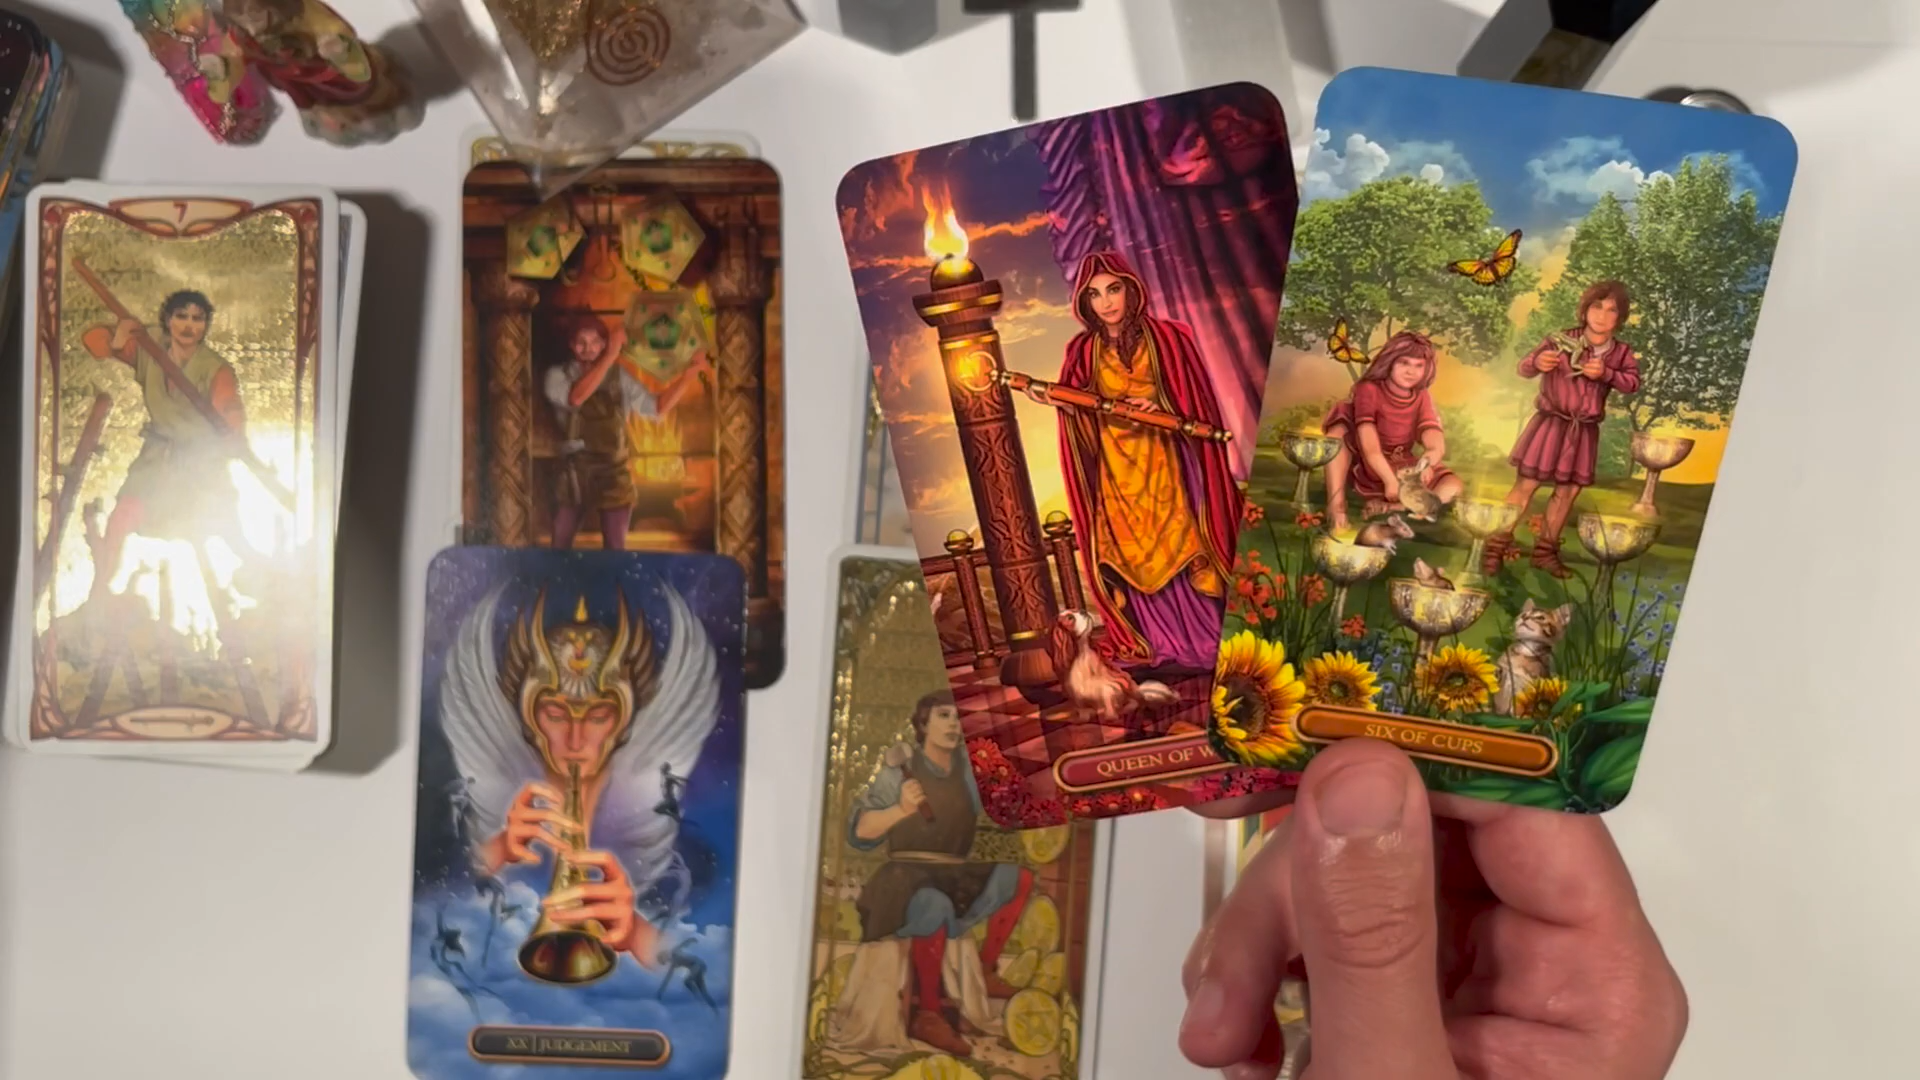 7
QUEEN OF W
SIX OF CUPS
XX | JUDGEMENT